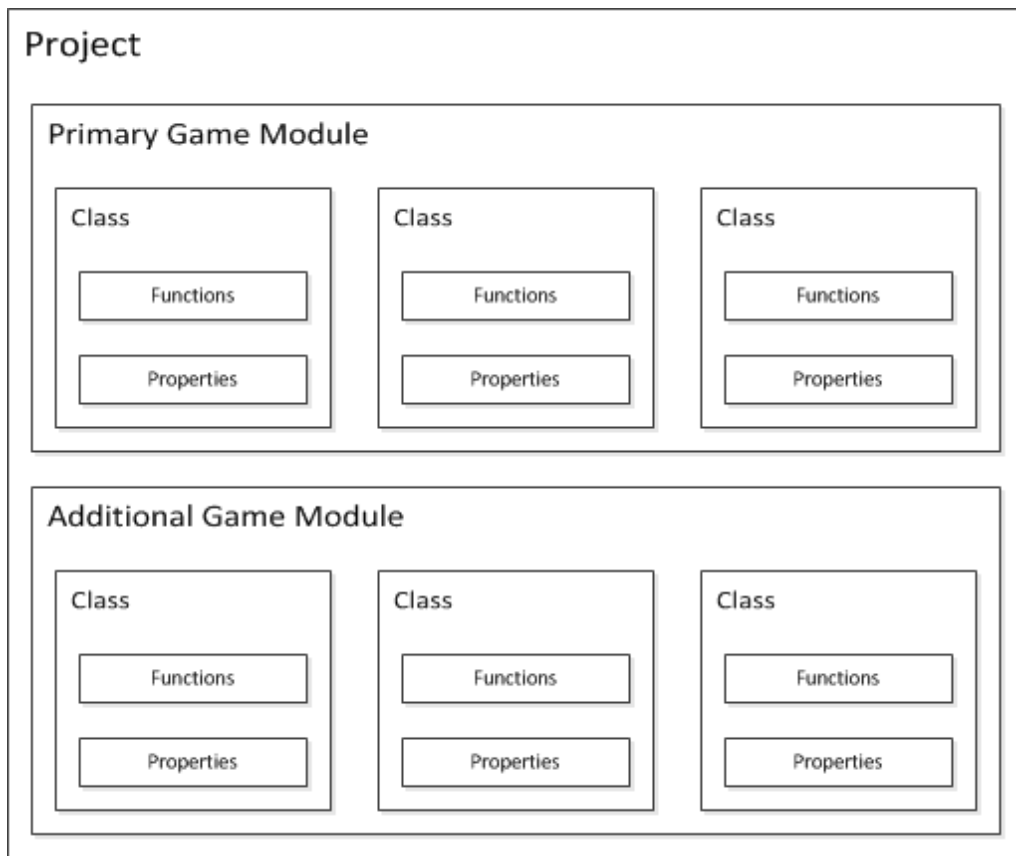 Project
Primary Game Module
Class Class Class
Functions Functions Functions
Properties Properties Properties
Additional Game Module
Class Class Class
Functions Functions Functions
Properties Properties Properties